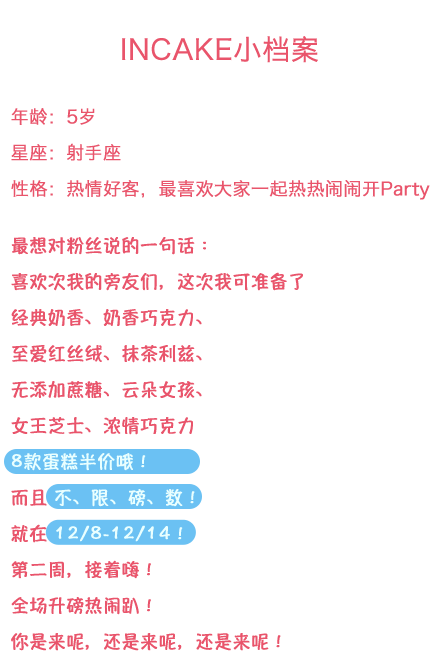 INCAKE小档案
年龄：5岁
星座：射手座
性格：热情好客，最喜欢大家一起热热闹闹开Party
最想对粉丝说的一句话：
喜欢次我的旁友们，这次我可准备了
经典奶香、奶香巧克力、
至爱红丝绒、抹茶利兹、
无添加蔗糖、云朵女孩、
女王芝士、浓情巧克力
8款蛋糕半价哦！
而且 不、限、磅、数！
就在 12/8-12/14！
第二周，接着嗨！
全场升磅热闹趴！
你是来呢，还是来呢，还是来呢！